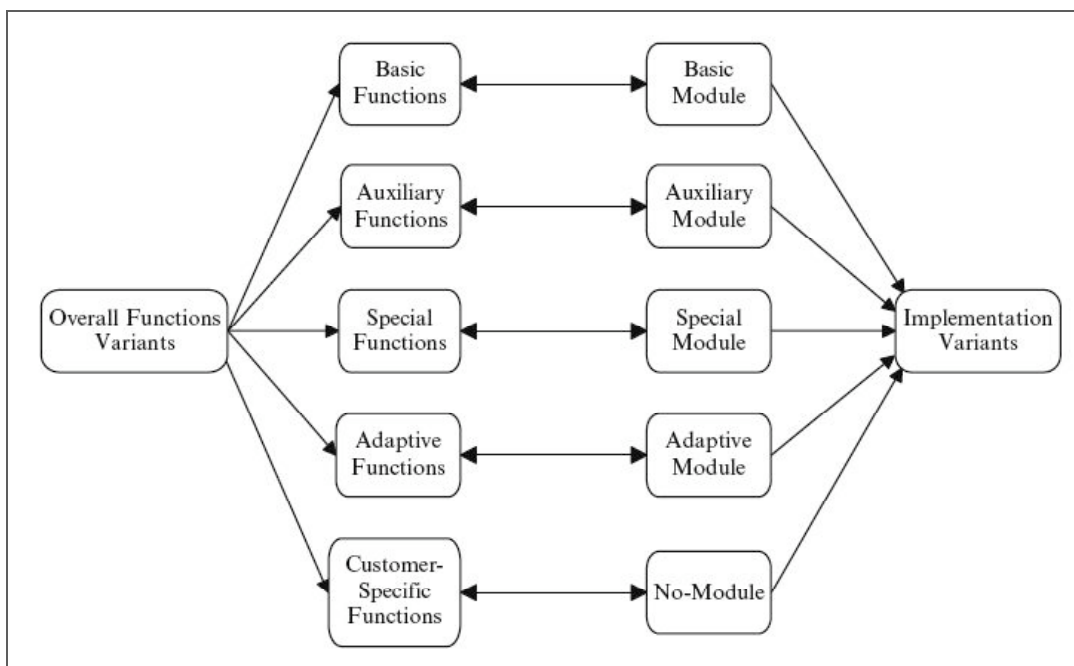 Basic
Functions
Basic
Module
Auxiliary
Functions
Auxiliary
Module
Overall Functions
Variants
Special
Functions
Special
Module
Implementation
Variants
Adaptive
Functions
Adaptive
Module
Customer-
Specific
Functions
No-Module